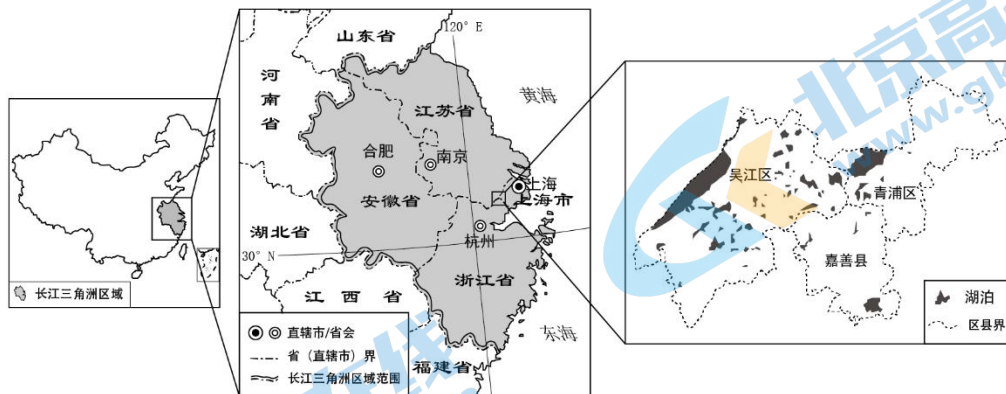 长江三角洲区域
120° E
山东省
河南省
黄海
江苏省
合肥
南京
上海
上海市
安徽省
湖北省
杭州
30° N
浙江省
江西省
东海
福建省
直辖市/省会
省（直辖市）界
长江三角洲区域范围
吴江区
青浦区
嘉善县
湖泊
区县界
北京高
www.g
在线